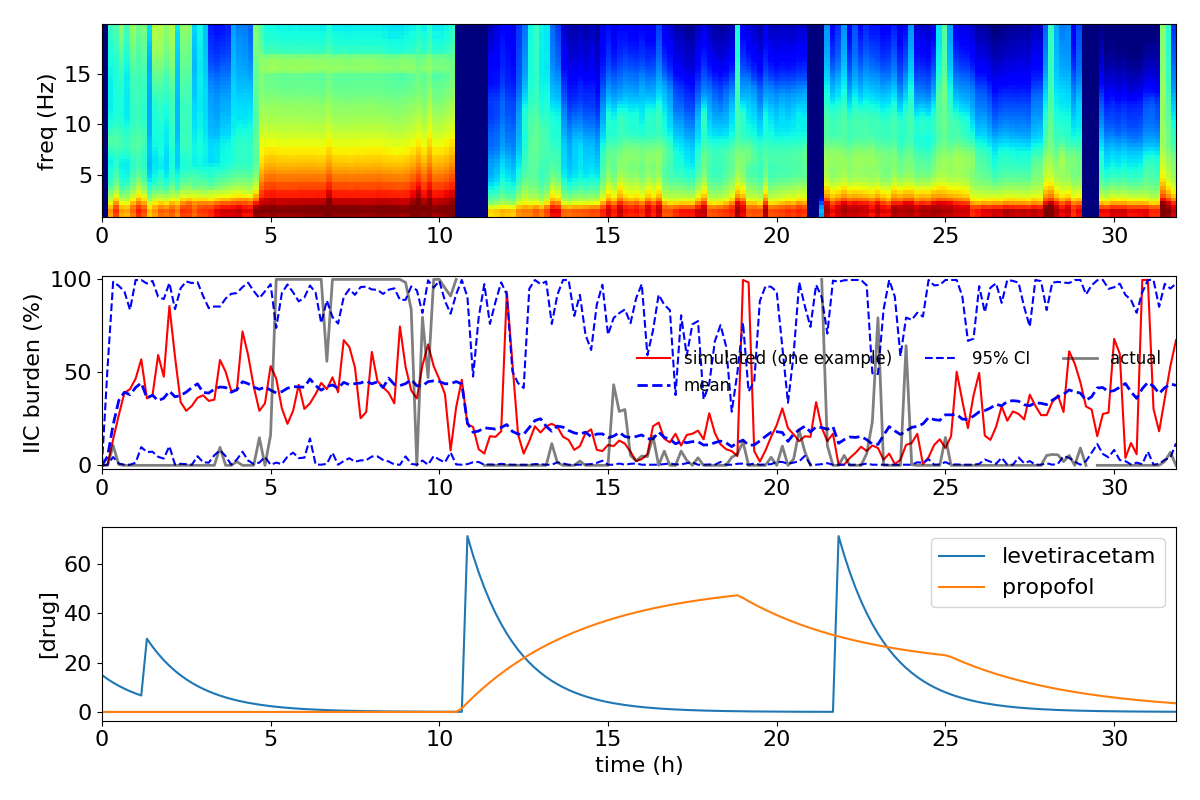 freq (Hz)
15
10
5
0 5 10 15 20 25 30
IIC burden (%)
100
50
0
simulated (one example) 95% CI actual
mean
0 5 10 15 20 25 30
[drug]
60
40
20
0
levetiracetam
propofol
0 5 10 15 20 25 30
time (h)